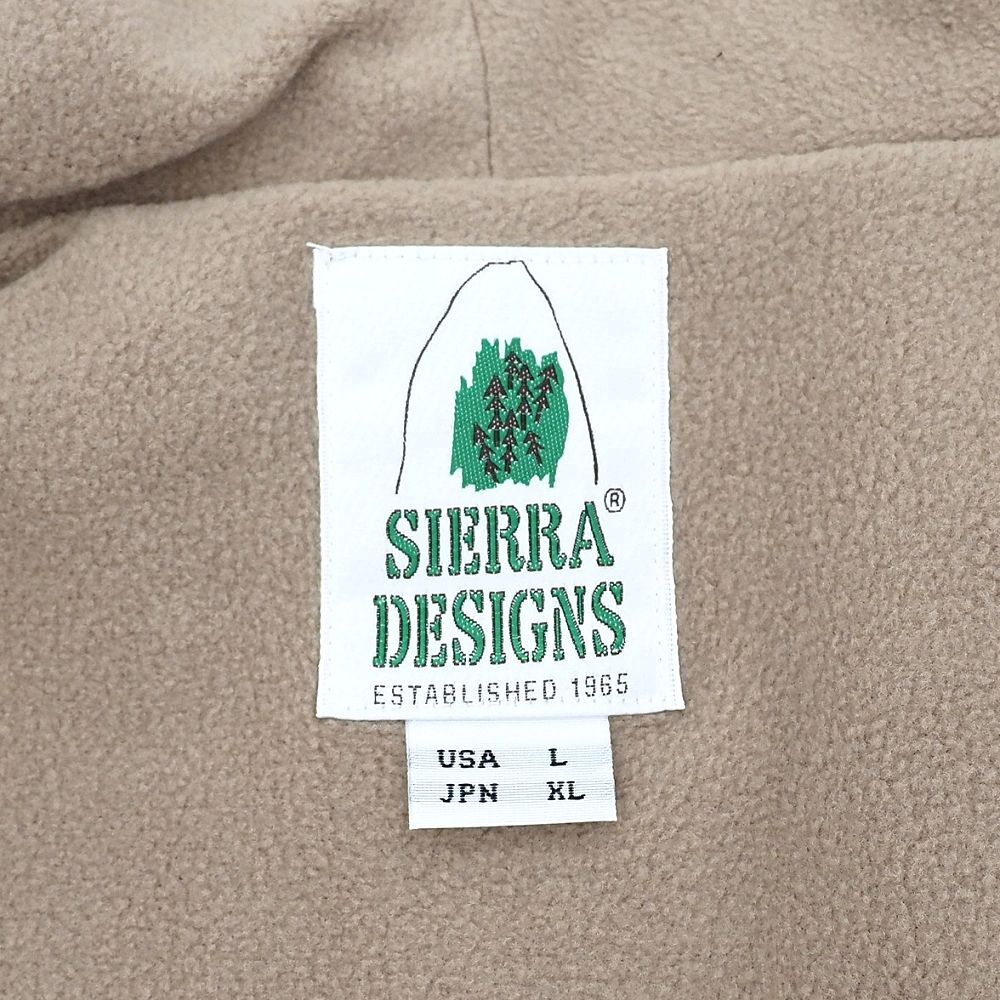 SIERRA®
DESIGNS
ESTABLISHED 1965
USA L
JPN XL